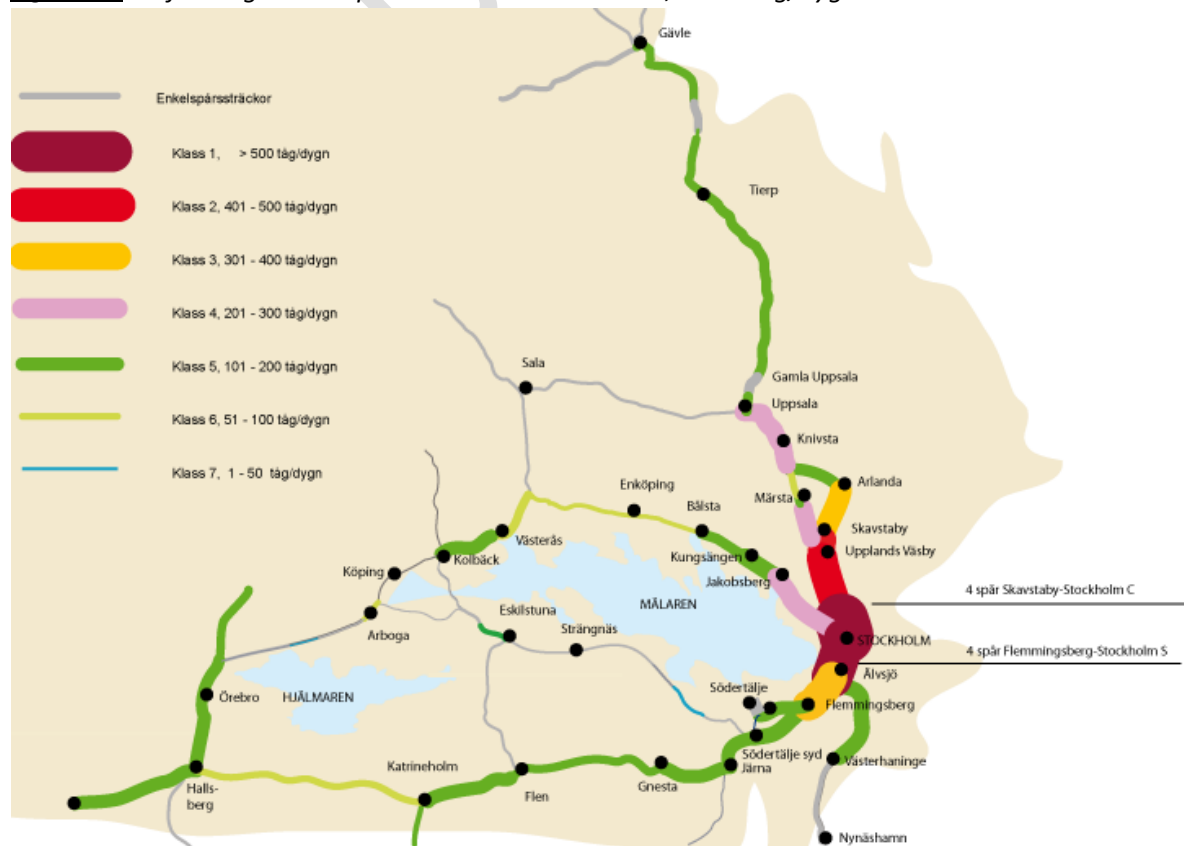 Enkelspårssträckor
Klass 1, > 500 tåg/dygn
Klass 2, 401 - 500 tåg/dygn
Klass 3, 301 - 400 tåg/dygn
Klass 4, 201 - 300 tåg/dygn
Klass 5, 101 - 200 tåg/dygn
Klass 6, 51 - 100 tåg/dygn
Klass 7, 1 - 50 tåg/dygn
Gävle
Tierp
Sala
Gamla Uppsala
Uppsala
Knivsta
Arlanda
Märsta
Enköping
Bålsta
Skavstaby
Upplands Väsby
Västerås
Kungsängen
Kolbäck
Jakobsberg
Köping
4 spår Skavstaby-Stockholm C
MÄLAREN
Eskilstuna
Strängnäs
Arboga
STOCKHOLM
4 spår Flemmingsberg-Stockholm S
Älvsjö
Södertälje
Örebro
HJÄLMAREN
Flemmingsberg
Södertälje syd
Järna
Västerhaninge
Katrineholm
Halls-
berg
Flen
Gnesta
Nynäshamn